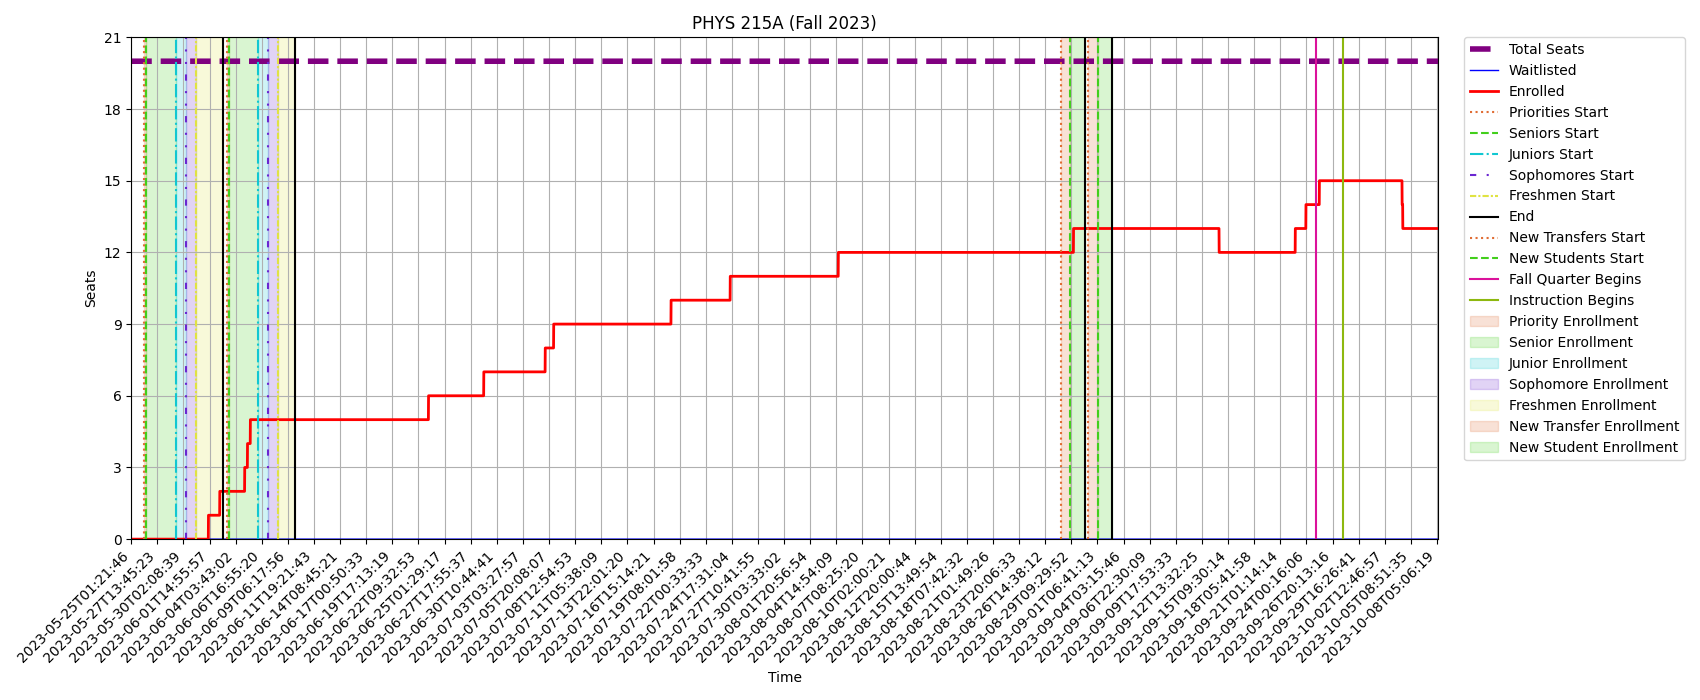 PHYS 215A (Fall 2023)
Seats
21
18
15
12
9
6
3
0
2023-05-25T01:21:46
2023-05-27T13:45:23
2023-05-30T02:08:39
2023-06-01T14:55:57
2023-06-04T03:43:02
2023-06-06T16:55:20
2023-06-09T06:17:56
2023-06-11T19:21:43
2023-06-14T08:45:21
2023-06-17T00:50:33
2023-06-19T17:13:19
2023-06-22T09:32:53
2023-06-25T01:29:17
2023-06-27T17:55:37
2023-06-30T10:44:41
2023-07-03T03:27:57
2023-07-05T20:08:07
2023-07-08T12:54:53
2023-07-11T05:38:09
2023-07-13T22:01:20
2023-07-16T15:14:21
2023-07-19T08:01:58
2023-07-22T00:33:33
2023-07-24T17:31:04
2023-07-27T10:41:55
2023-07-30T03:33:02
2023-08-01T20:56:54
2023-08-04T14:54:09
2023-08-07T08:25:20
2023-08-10T02:00:21
2023-08-12T20:00:44
2023-08-15T13:49:54
2023-08-18T07:42:32
2023-08-21T01:49:26
2023-08-23T20:06:33
2023-08-26T14:38:12
2023-08-29T09:29:52
2023-09-01T06:41:13
2023-09-04T03:15:46
2023-09-06T22:30:09
2023-09-09T17:53:33
2023-09-12T13:32:25
2023-09-15T09:30:14
2023-09-18T05:41:58
2023-09-21T01:14:14
2023-09-24T00:16:06
2023-09-26T20:13:16
2023-09-29T16:26:41
2023-10-02T12:46:57
2023-10-05T08:51:35
2023-10-08T05:06:19
Time
Total Seats
Waitlisted
Enrolled
Priorities Start
Seniors Start
Juniors Start
Sophomores Start
Freshmen Start
End
New Transfers Start
New Students Start
Fall Quarter Begins
Instruction Begins
Priority Enrollment
Senior Enrollment
Junior Enrollment
Sophomore Enrollment
Freshmen Enrollment
New Transfer Enrollment
New Student Enrollment